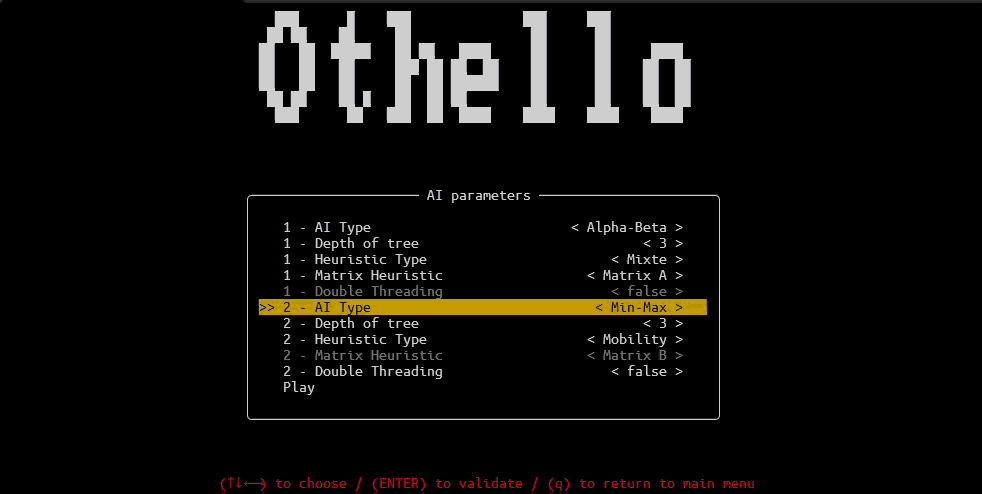 Othello
AI parameters
1 - AI Type < Alpha-Beta >
1 - Depth of tree < 3 >
1 - Heuristic Type < Mixte >
1 - Matrix Heuristic < Matrix A >
1 - Double Threading < false >
>> 2 - AI Type < Min-Max >
2 - Depth of tree < 3 >
2 - Heuristic Type < Mobility >
2 - Matrix Heuristic < Matrix B >
2 - Double Threading < false >
Play
(↑↓←→) to choose / (ENTER) to validate / (q) to return to main menu